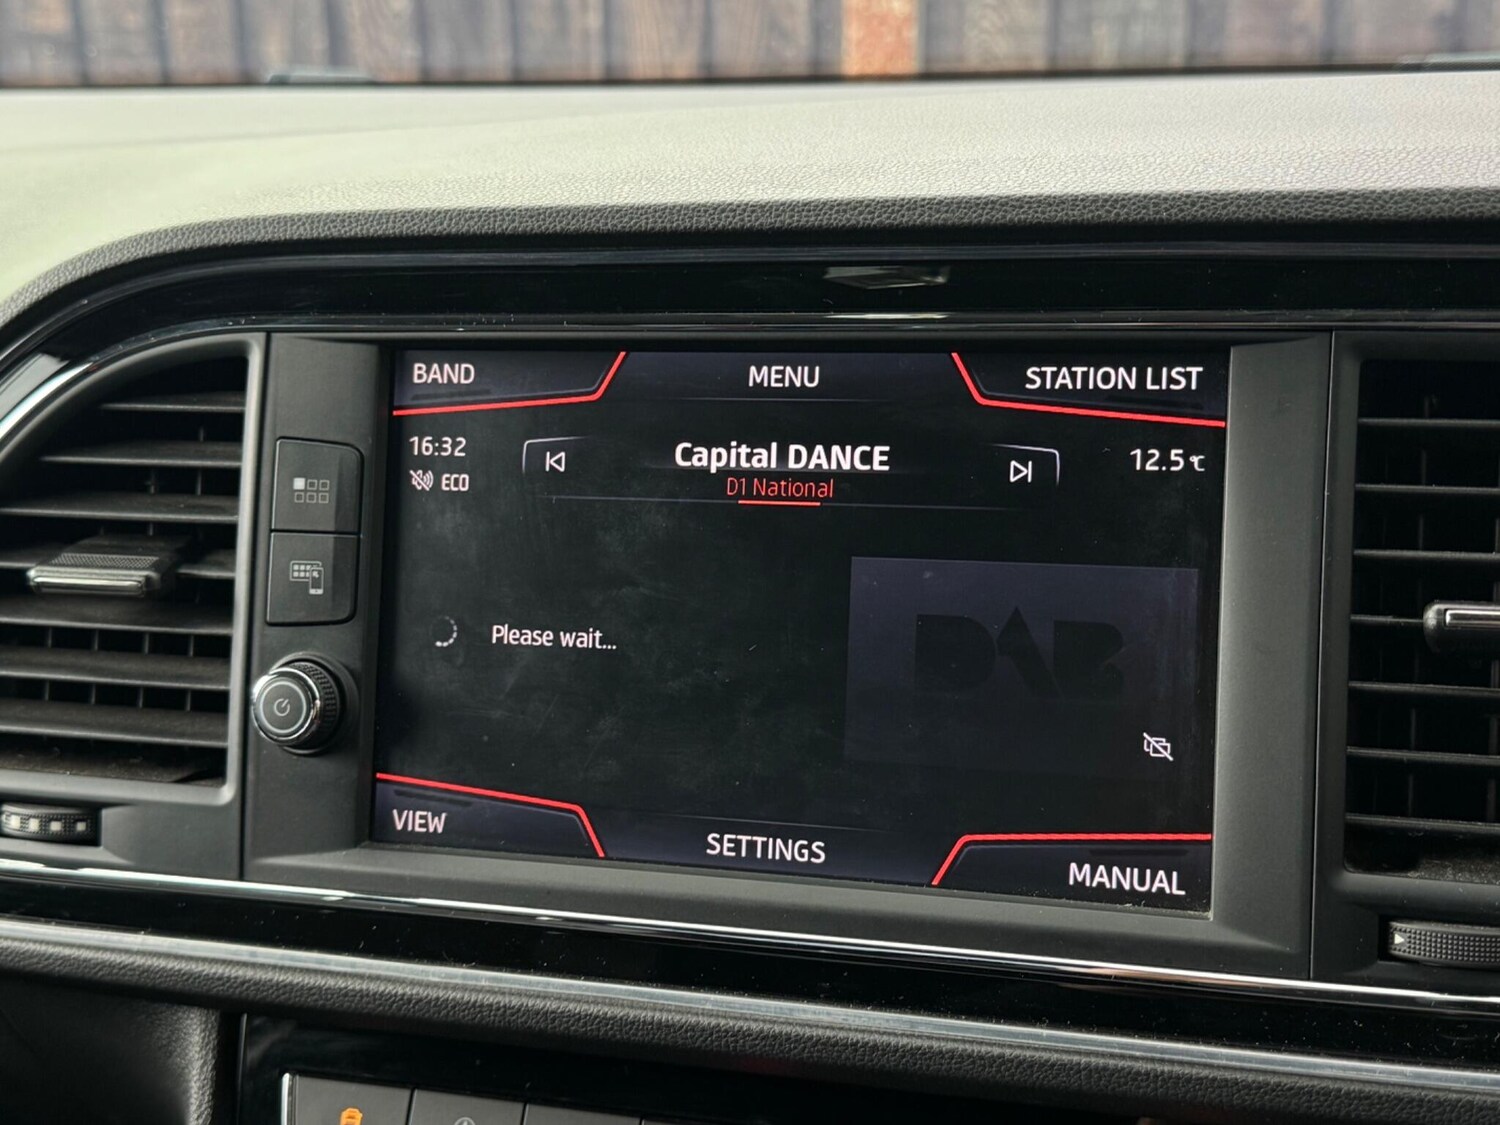 BAND
MENU
STATION LIST
16:32
ECO
Capital DANCE
D1 National
12.5 °C
Please wait...
DAB
VIEW
SETTINGS
MANUAL